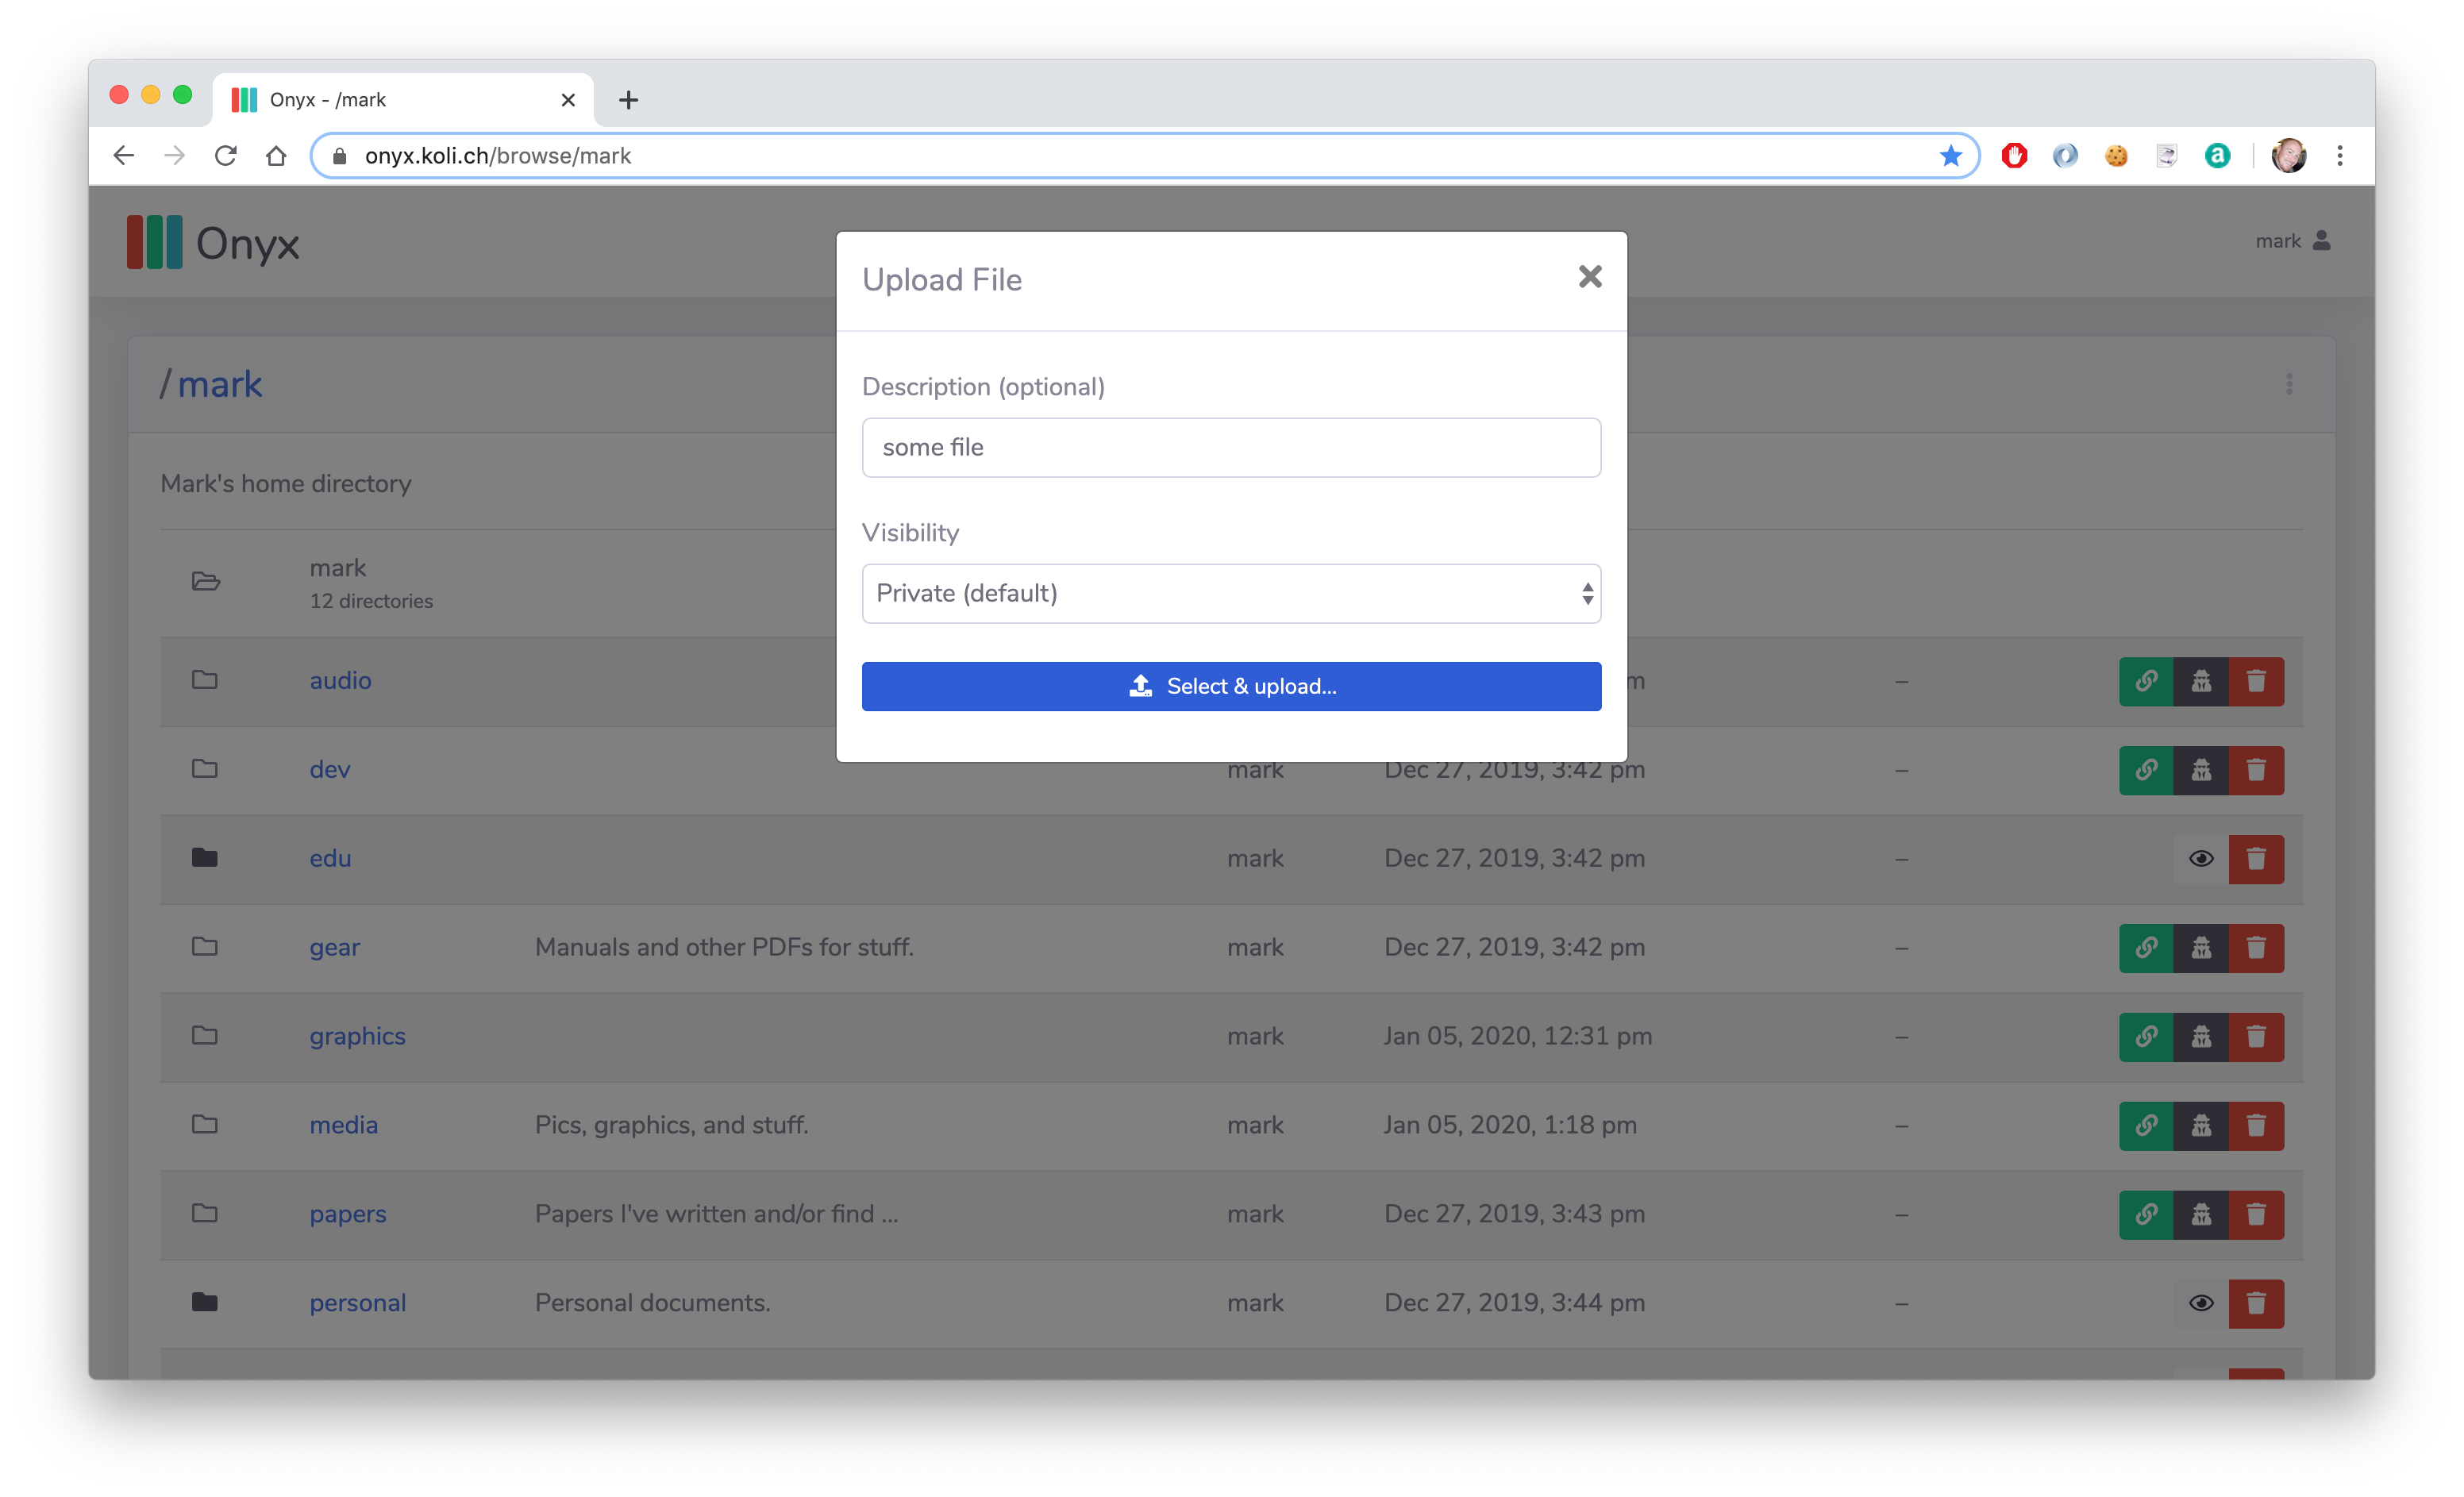 Onyx - /mark
onyx.koli.ch/browse/mark
Onyx
mark
Upload File
Description (optional)
some file
Visibility
Private (default)
Select & upload...
/mark
Mark's home directory
mark
12 directories
audio m –
dev mark Dec 27, 2019, 3:42 pm –
edu mark Dec 27, 2019, 3:42 pm –
gear Manuals and other PDFs for stuff. mark Dec 27, 2019, 3:42 pm –
graphics mark Jan 05, 2020, 12:31 pm –
media Pics, graphics, and stuff. mark Jan 05, 2020, 1:18 pm –
papers Papers I've written and/or find ... mark Dec 27, 2019, 3:43 pm –
personal Personal documents. mark Dec 27, 2019, 3:44 pm –